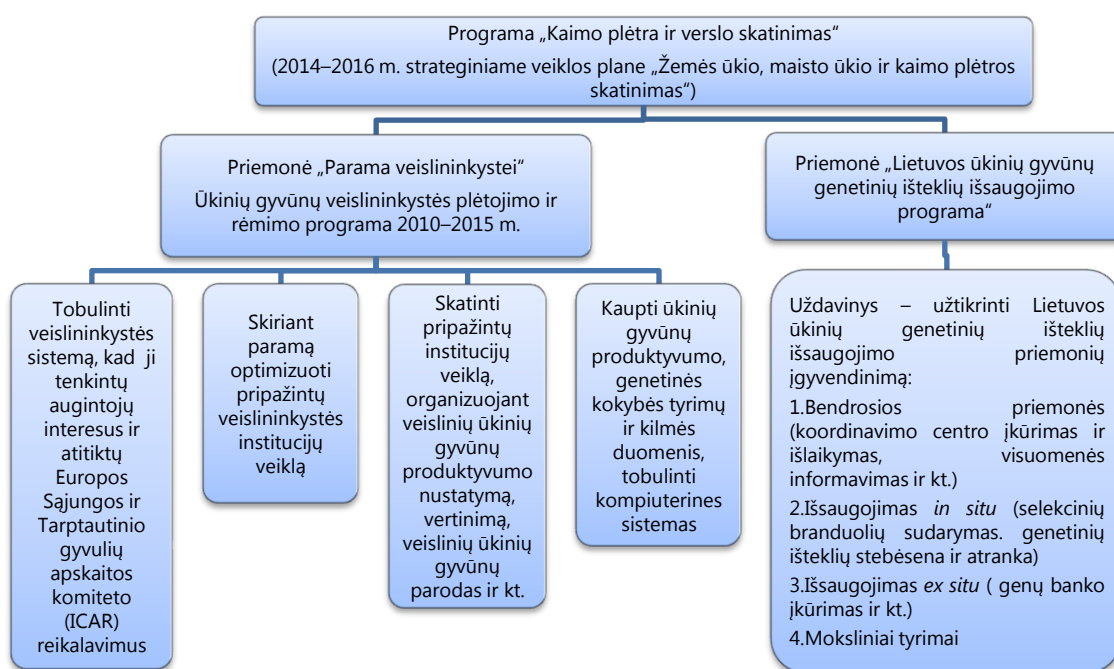 Programa „Kaimo plėtra ir verslo skatinimas“
(2014–2016 m. strateginiame veiklos plane „Žemės ūkio, maisto ūkio ir kaimo plėtros
skatinimas“)
Priemonė „Parama veislininkystei“
Ūkinių gyvūnų veislininkystės plėtojimo ir
rėmimo programa 2010–2015 m.
Priemonė „Lietuvos ūkinių gyvūnų
genetinių išteklių išsaugojimo
programa“
Tobulinti
veislininkystės
sistemą, kad ji
tenkintų
augintojų
interesus ir
atitiktų
Europos
Sąjungos ir
Tarptautinio
gyvulių
apskaitos
komiteto
(ICAR)
reikalavimus
Skiriant
paramą
optimizuoti
pripažintų
veislininkystės
institucijų
veiklą
Skatinti
pripažintų
institucijų
veiklą,
organizuojant
veislinių ūkinių
gyvūnų
produktyvumo
nustatymą,
vertinimą,
veislinių ūkinių
gyvūnų
parodas ir kt.
Kaupti ūkinių
gyvūnų
produktyvumo,
genetinės
kokybės tyrimų
ir kilmės
duomenis,
tobulinti
kompiuterines
sistemas
Uždavinys – užtikrinti Lietuvos
ūkinių genetinių išteklių
išsaugojimo priemonių
įgyvendinimą:
1.Bendrosios priemonės
(koordinavimo centro įkūrimas ir
išlaikymas, visuomenės
informavimas ir kt.)
2.Išsaugojimas in situ (selekcinių
branduolių sudarymas. genetinių
išteklių stebėsena ir atranka)
3.Išsaugojimas ex situ ( genų banko
įkūrimas ir kt.)
4.Moksliniai tyrimai